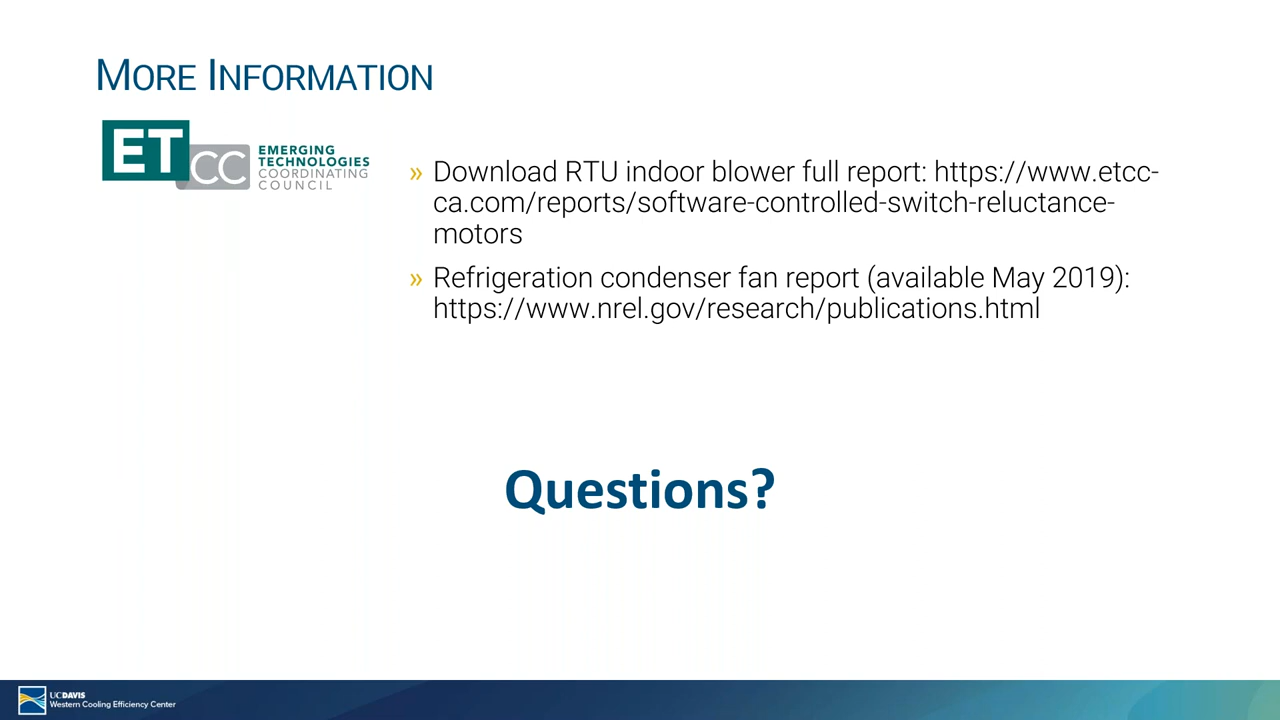 MORE INFORMATION
ET CC
EMERGING
TECHNOLOGIES
COORDINATING
COUNCIL
» Download RTU indoor blower full report: https://www.etcc-
ca.com/reports/software-controlled-switch-reluctance-
motors
» Refrigeration condenser fan report (available May 2019):
https://www.nrel.gov/research/publications.html
Questions?
UCDAVIS
Western Cooling Efficiency Center